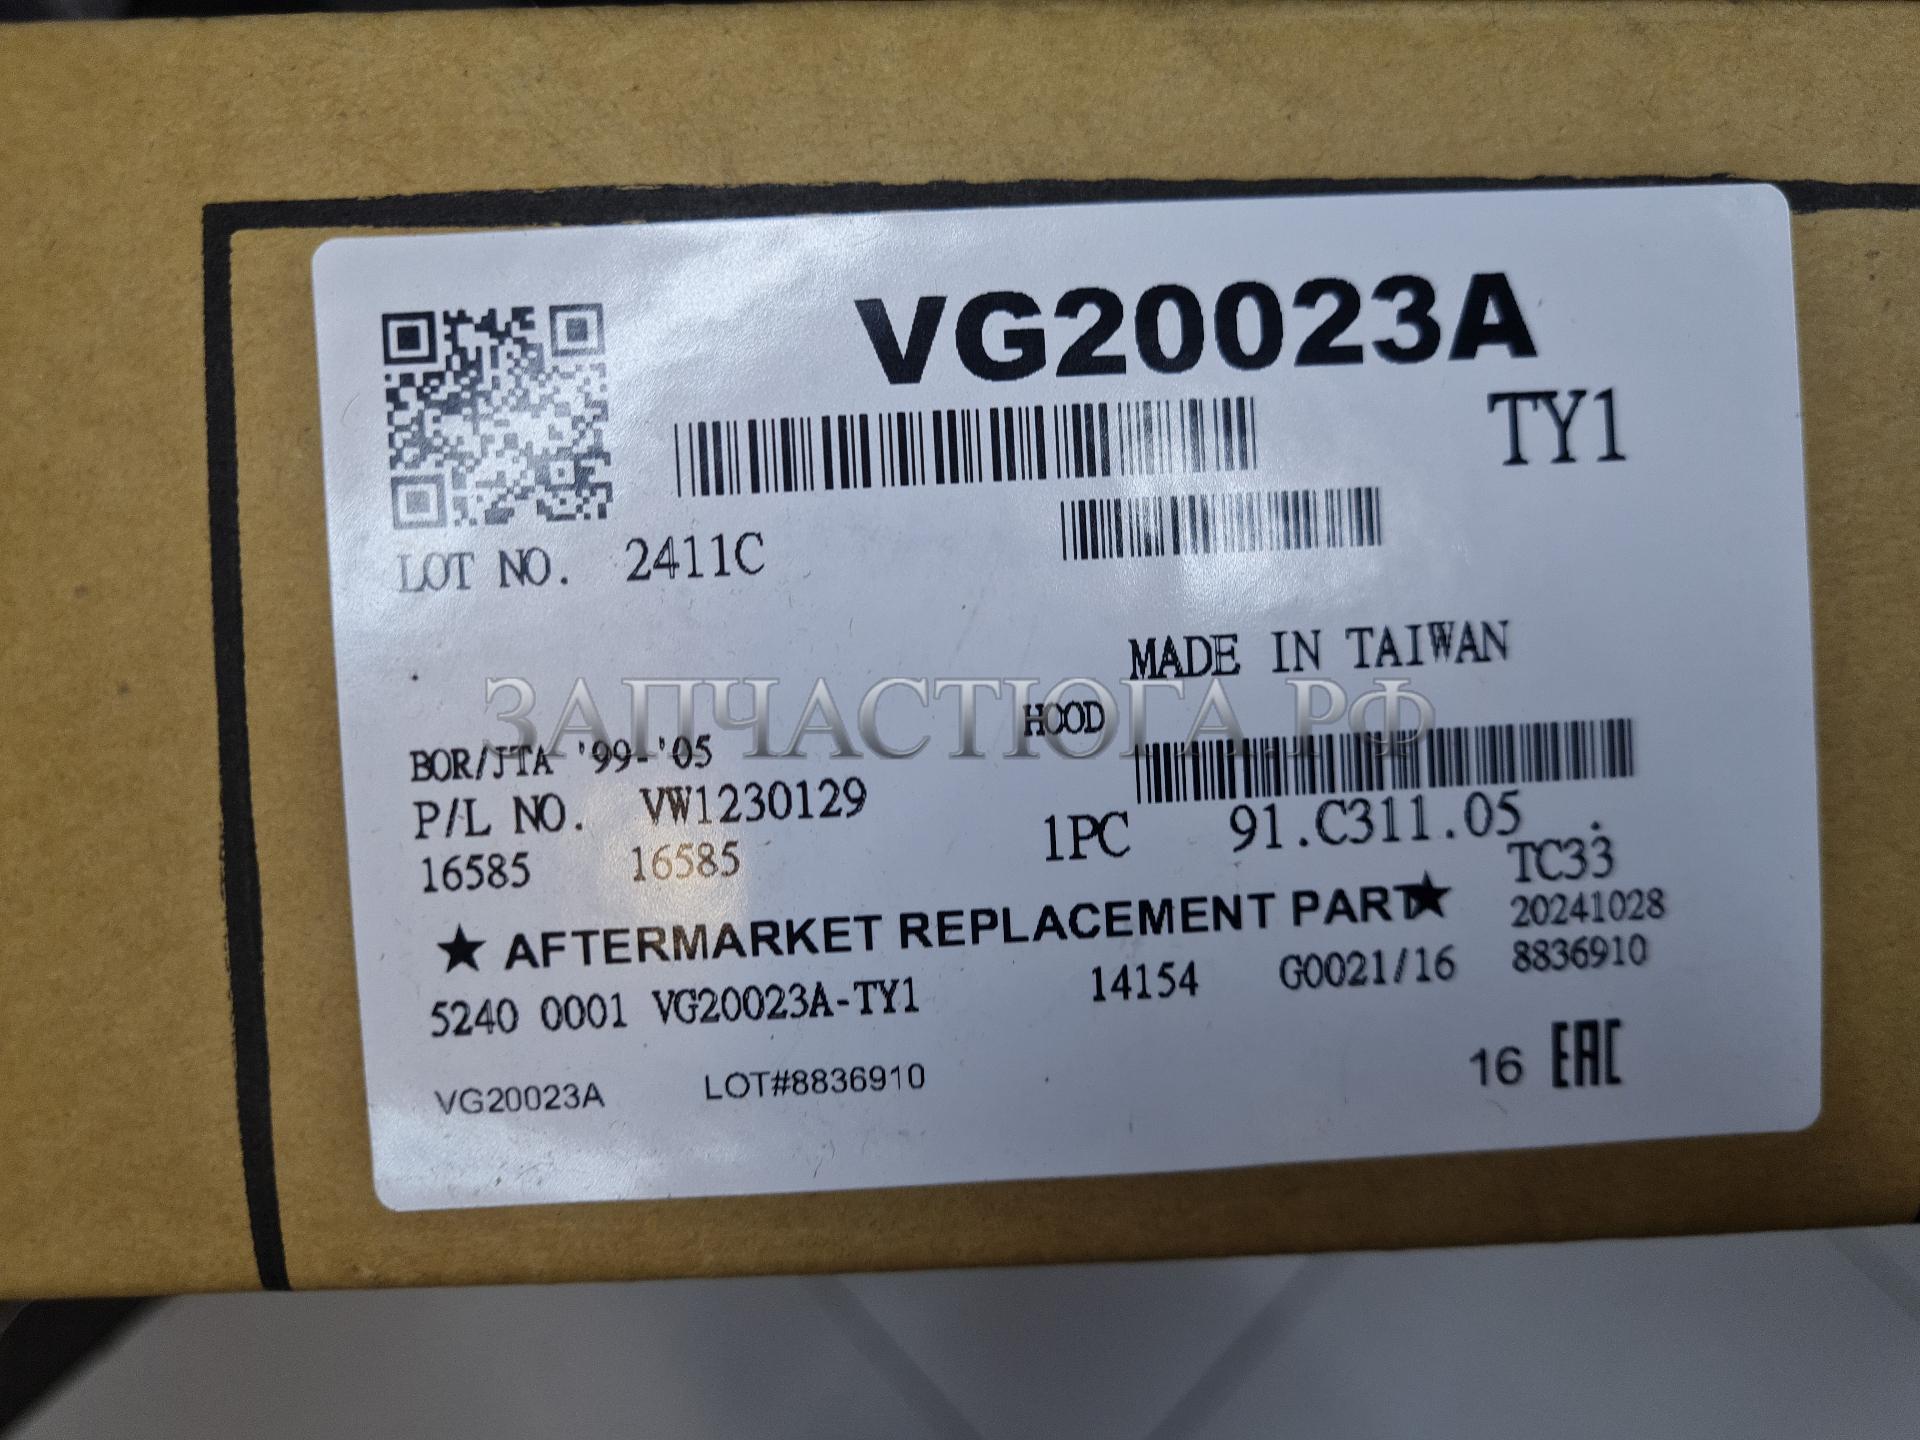 VG20023A
TY1
LOT NO. 2411C
MADE IN TAIWAN
ЗАПЧАСТЮГА.РФ
HOOD
BOR/JTA '99-'05
P/L NO. VW1230129
1PC 91.C311.05
16585 16585
TC33
★ AFTERMARKET REPLACEMENT PART★
20241028
5240 0001 VG20023A-TY1 14154 G0021/16 8836910
VG20023A LOT#8836910 16 EAC